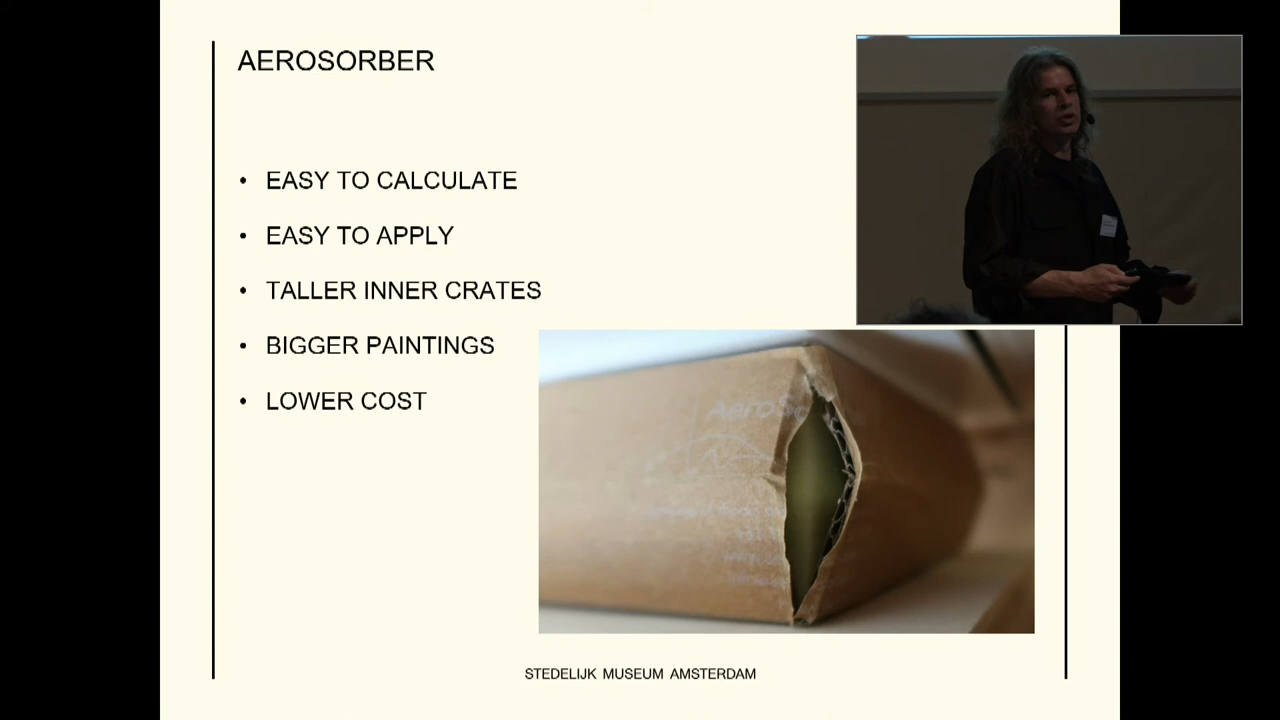 AEROSORBER
• EASY TO CALCULATE
• EASY TO APPLY
• TALLER INNER CRATES
• BIGGER PAINTINGS
• LOWER COST
STEDELIJK MUSEUM AMSTERDAM